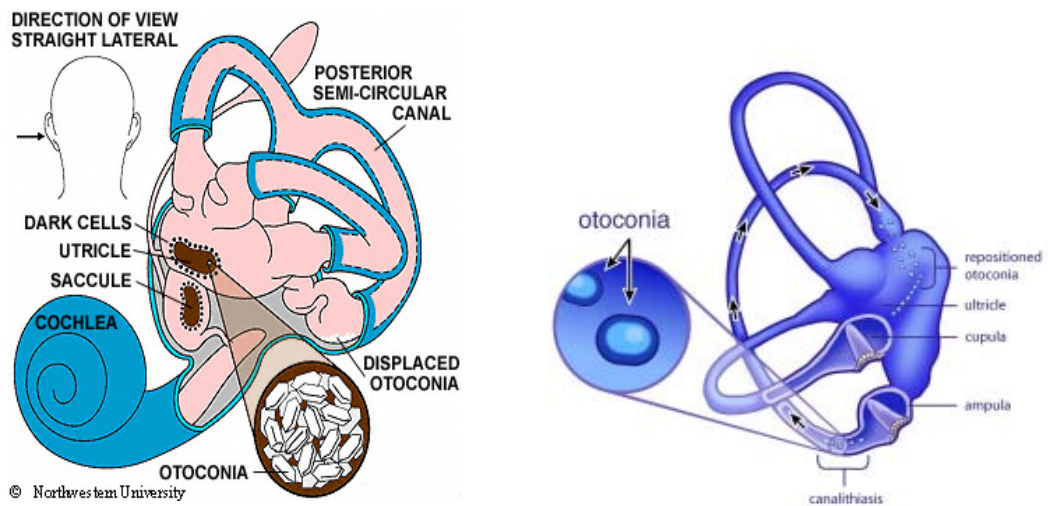 DIRECTION OF VIEW
STRAIGHT LATERAL
POSTERIOR
SEMI-CIRCULAR
CANAL
DARK CELLS
UTRICLE
SACCULE
COCHLEA
DISPLACED
OTOCONIA
OTOCONIA
© Northwestern University
otoconia
repositioned
otoconia
ultricle
cupula
ampula
canalithiasis